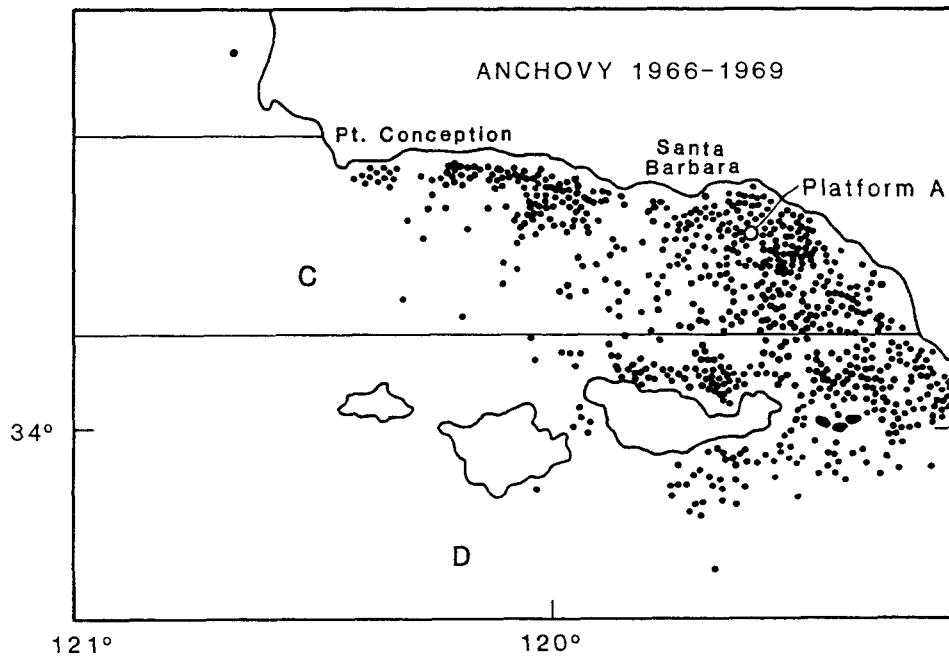 ANCHOVY 1966-1969
Pt. Conception
Santa
Barbara
Platform A
C
34°
D
121°
120°